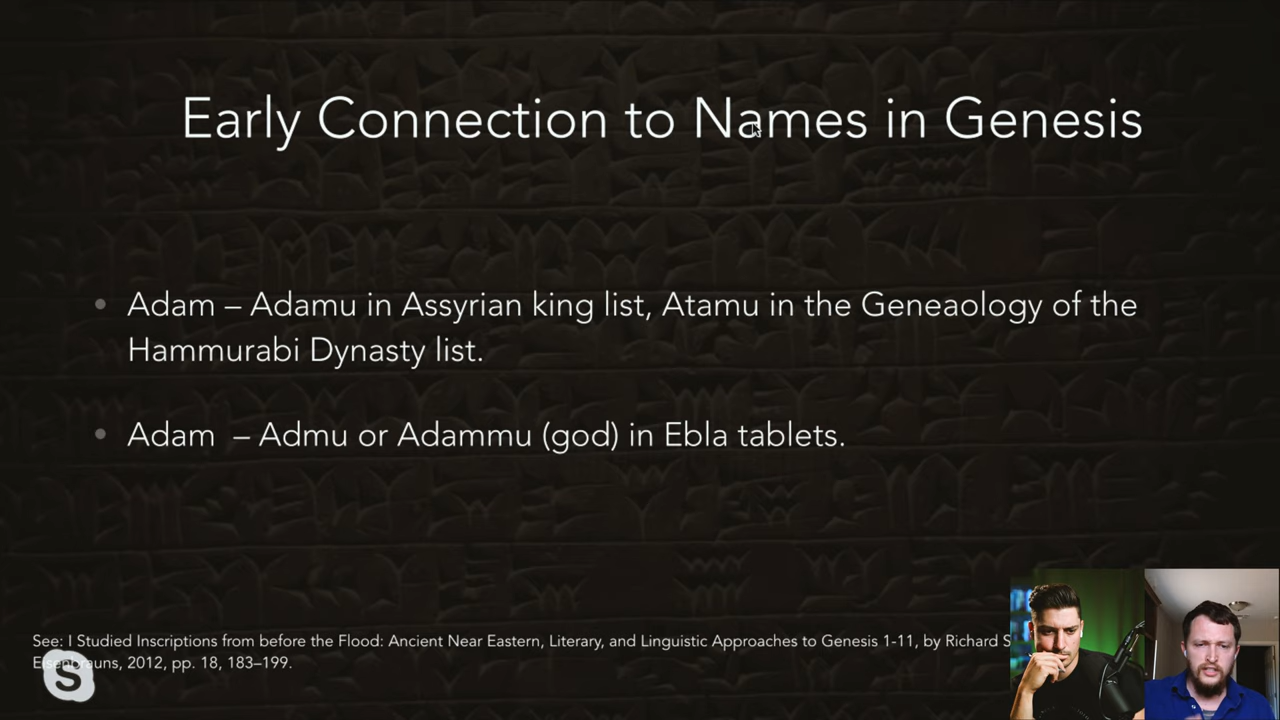 Early Connection to Names in Genesis
• Adam – Adamu in Assyrian king list, Atamu in the Geneaology of the
Hammurabi Dynasty list.
• Adam – Admu or Adammu (god) in Ebla tablets.
See: I Studied Inscriptions from before the Flood: Ancient Near Eastern, Literary, and Linguistic Approaches to Genesis 1-11, by Richard S
Eisenbrauns, 2012, pp. 18, 183–199.
S